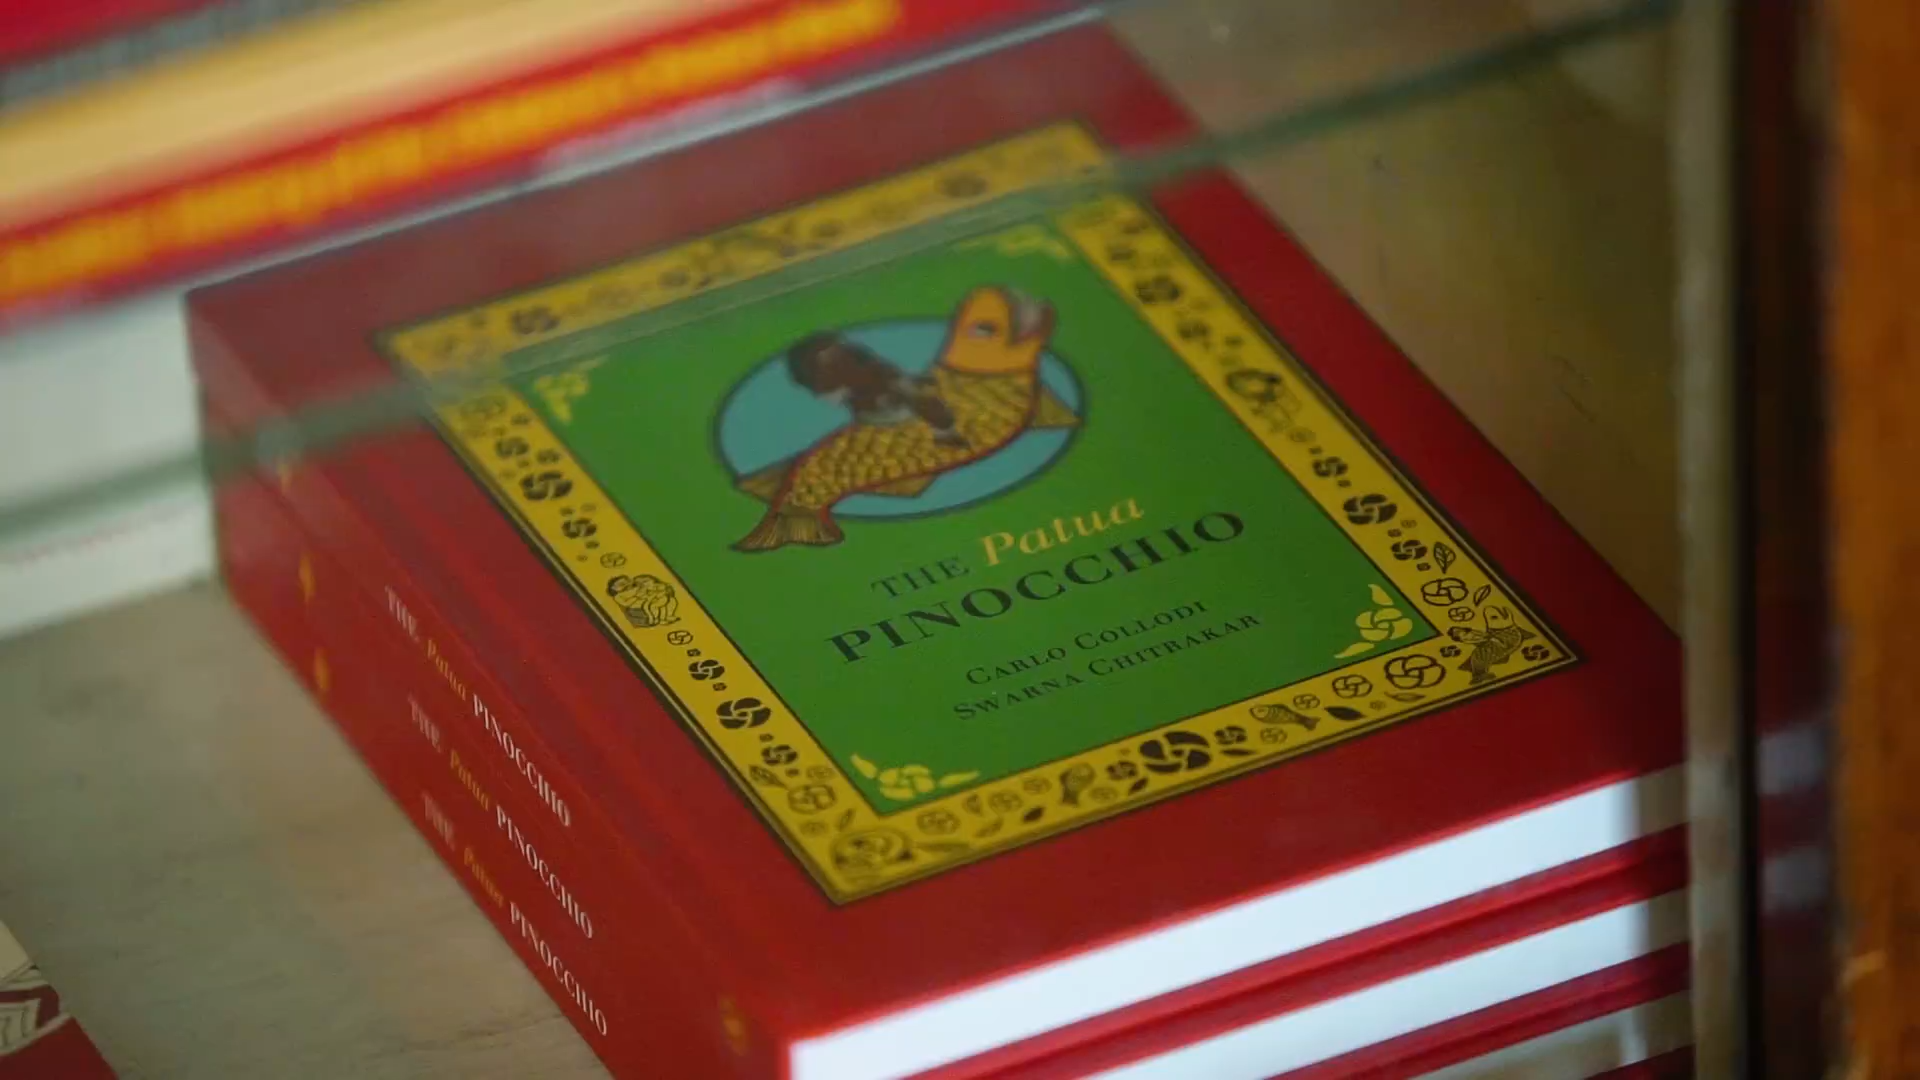 THE Patua
PINOCCHIO
CARLO COLLODI
SWARNA CHITRAKAR
THE Patua PINOCCHIO
THE Patua PINOCCHIO
THE Patua PINOCCHIO